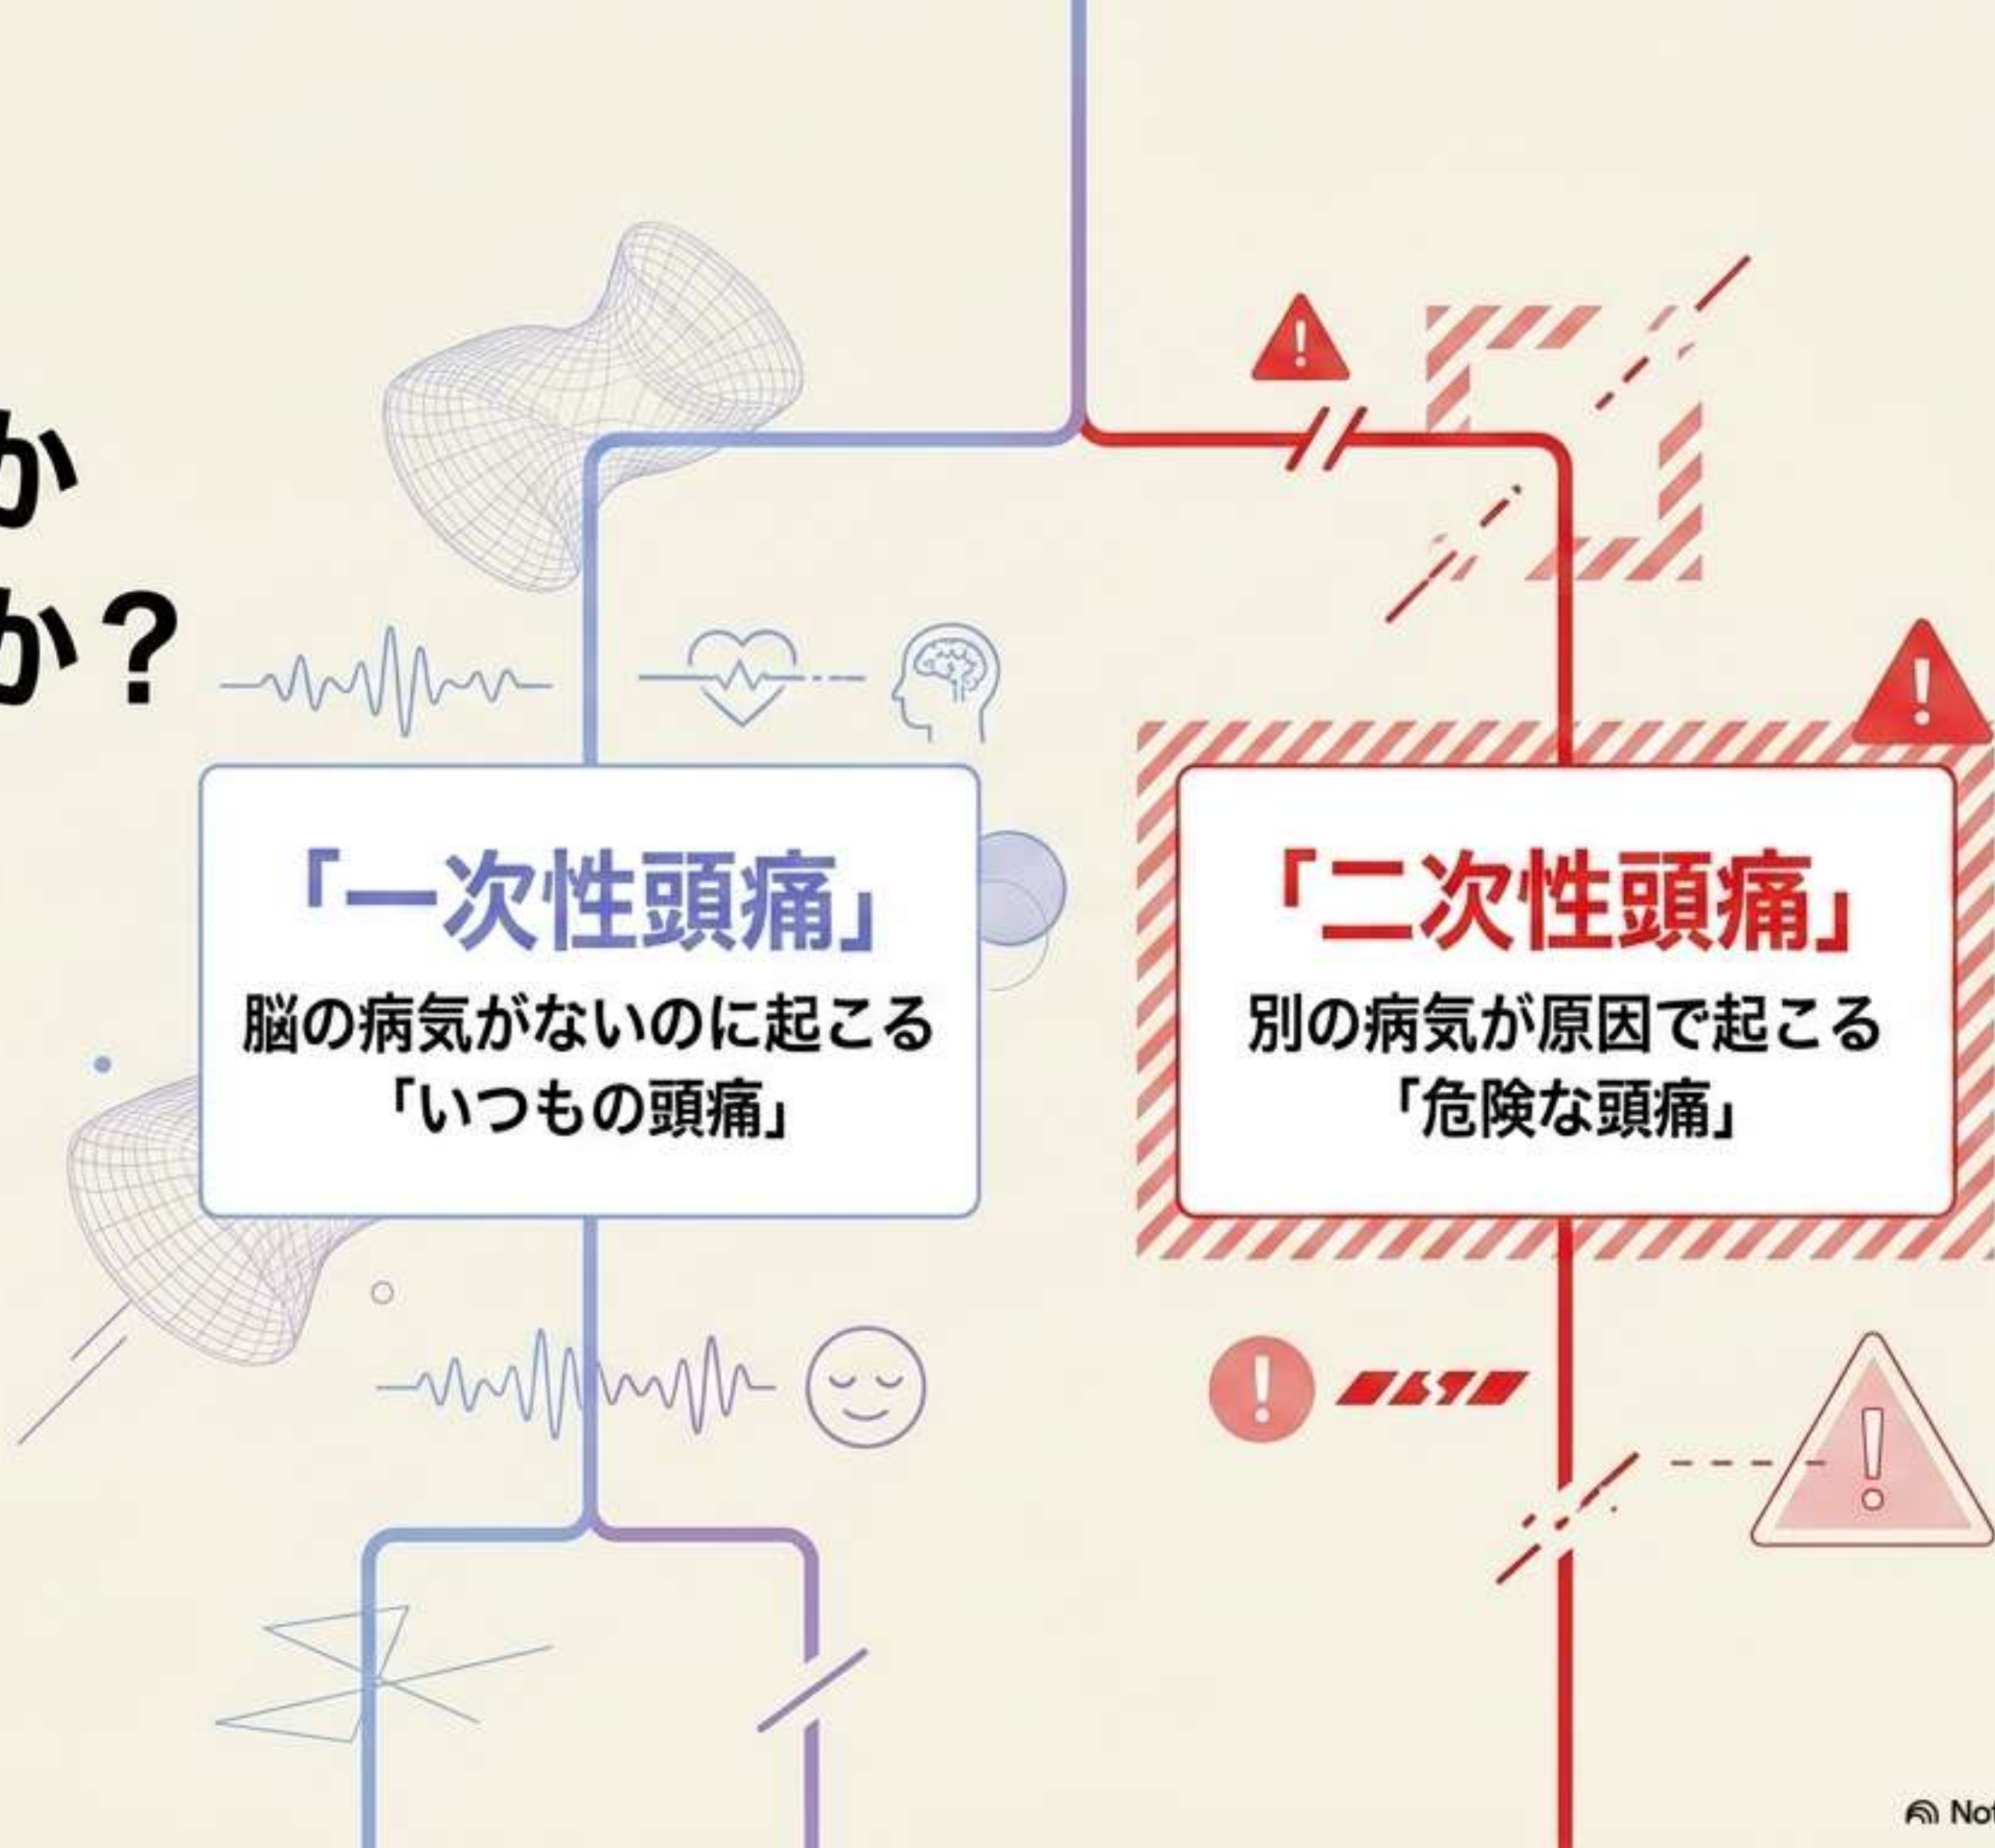 か
か？
「一次性頭痛」
脳の病気がないのに起こる
「いつもの頭痛」
「二次性頭痛」
別の病気が原因で起こる
「危険な頭痛」
Not